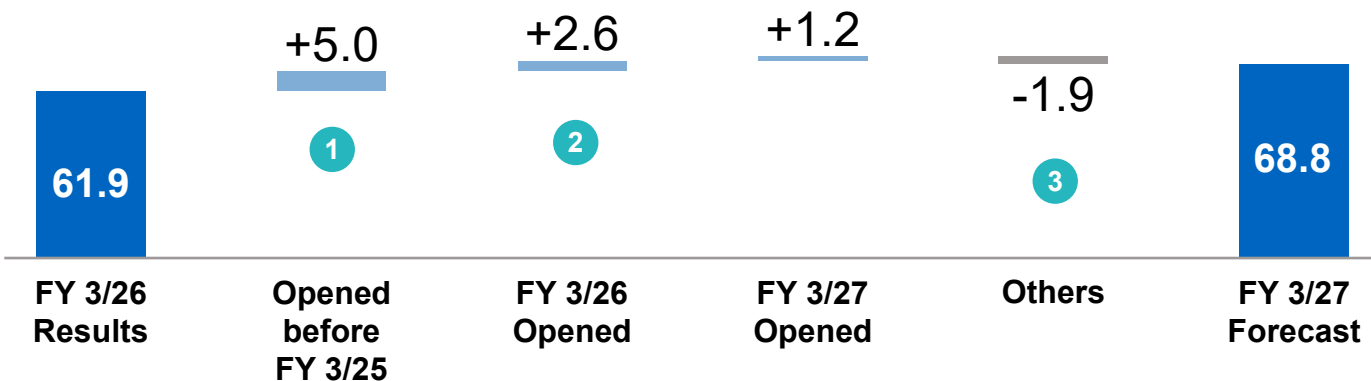 +5.0
+2.6
+1.2
-1.9
1
2
3
61.9
68.8
FY 3/26
Results
Opened
before
FY 3/25
FY 3/26
Opened
FY 3/27
Opened
Others
FY 3/27
Forecast